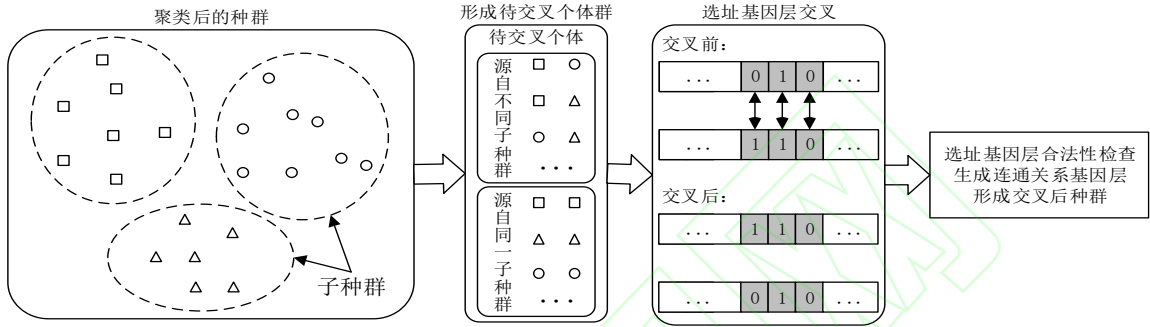 聚类后的种群
子种群
形成待交叉个体群
待交叉个体
源自不同子种群
...
源自同一子种群
...
选址基因层交叉
交叉前：
... 0 1 0 ...
... 1 1 0 ...
交叉后：
... 1 1 0 ...
... 0 1 0 ...
选址基因层合法性检查
生成连通关系基因层
形成交叉后种群